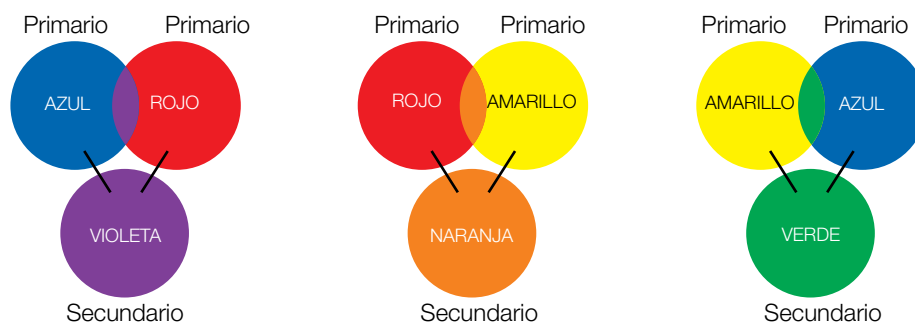 Primario Primario
AZUL ROJO
VIOLETA
Secundario
Primario Primario
ROJO AMARILLO
NARANJA
Secundario
Primario Primario
AMARILLO AZUL
VERDE
Secundario